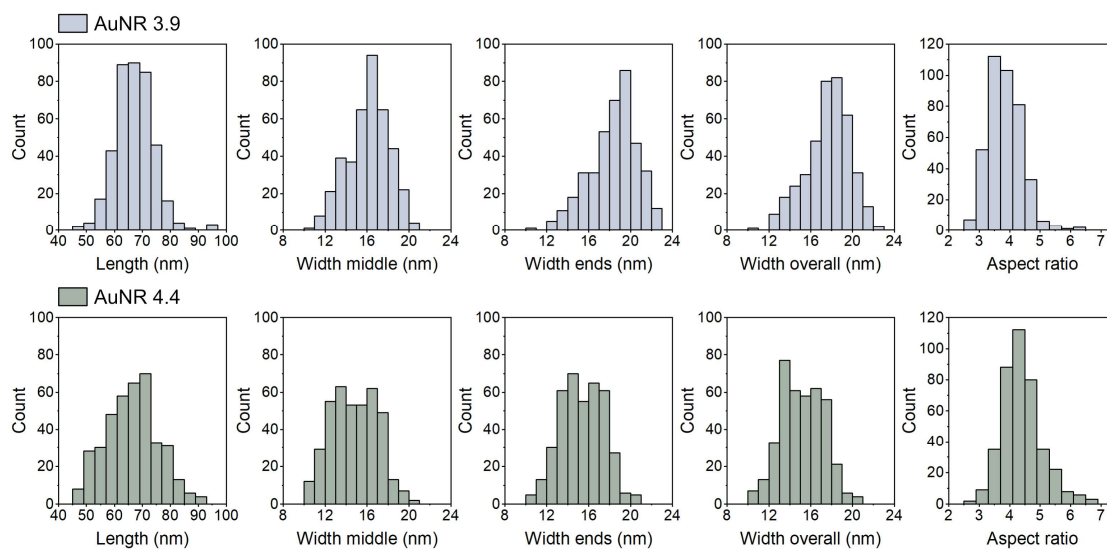 AuNR 3.9
100
80
60
40
20
0
Count
40 50 60 70 80 90 100
Length (nm)
100
80
60
40
20
0
Count
8 12 16 20 24
Width middle (nm)
100
80
60
40
20
0
Count
8 12 16 20 24
Width ends (nm)
100
80
60
40
20
0
Count
8 12 16 20 24
Width overall (nm)
120
100
80
60
40
20
0
Count
2 3 4 5 6 7
Aspect ratio
AuNR 4.4
100
80
60
40
20
0
Count
40 50 60 70 80 90 100
Length (nm)
100
80
60
40
20
0
Count
8 12 16 20 24
Width middle (nm)
100
80
60
40
20
0
Count
8 12 16 20 24
Width ends (nm)
100
80
60
40
20
0
Count
8 12 16 20 24
Width overall (nm)
120
100
80
60
40
20
0
Count
2 3 4 5 6 7
Aspect ratio